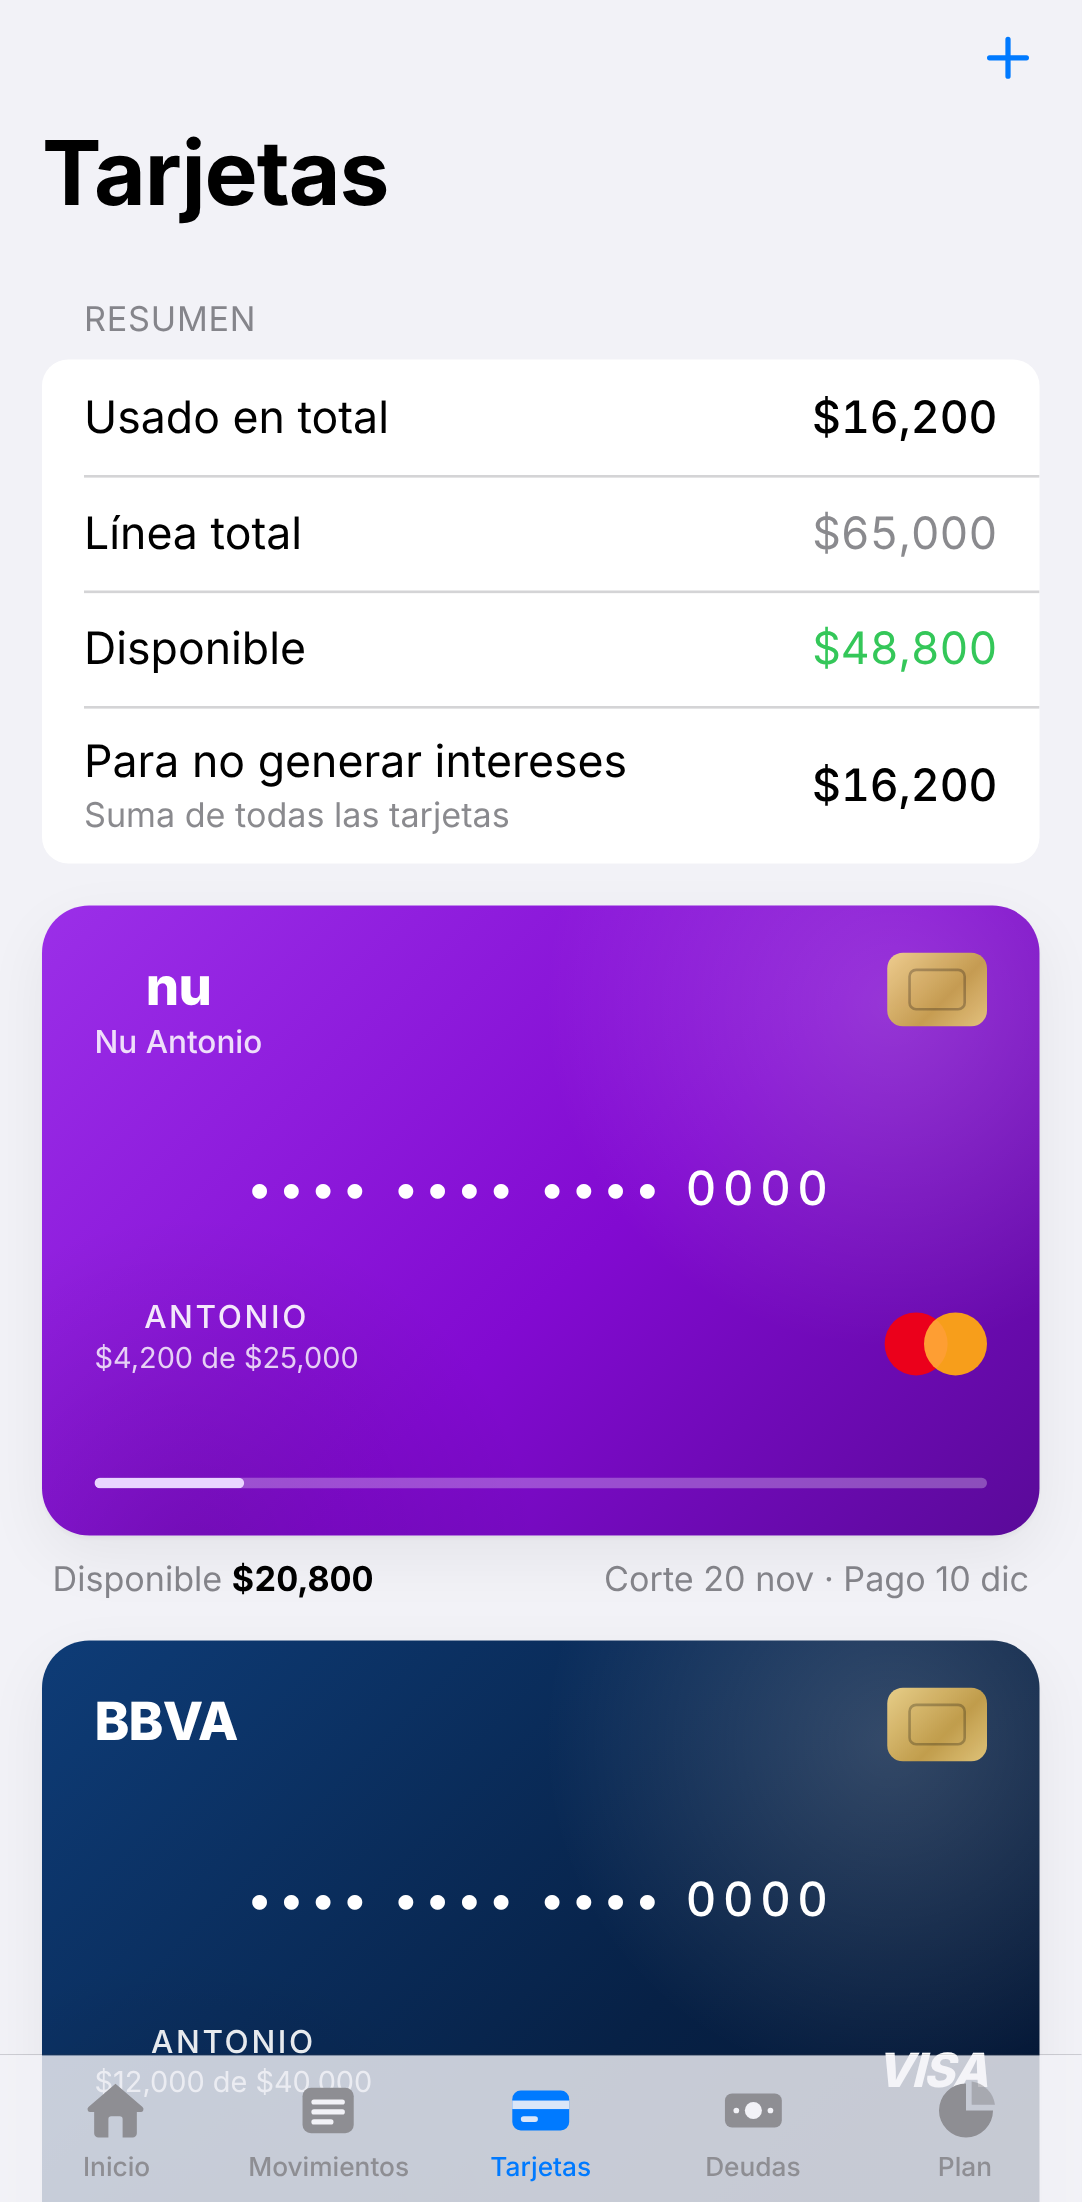 Tarjetas
RESUMEN
Usado en total $16,200
Línea total $65,000
Disponible $48,800
Para no generar intereses $16,200
Suma de todas las tarjetas
nu
Nu Antonio
•••• •••• •••• 0000
ANTONIO
$4,200 de $25,000
Disponible $20,800 Corte 20 nov · Pago 10 dic
BBVA
•••• •••• •••• 0000
ANTONIO
VISA
$12,000 de $40,000
Inicio Movimientos Tarjetas Deudas Plan